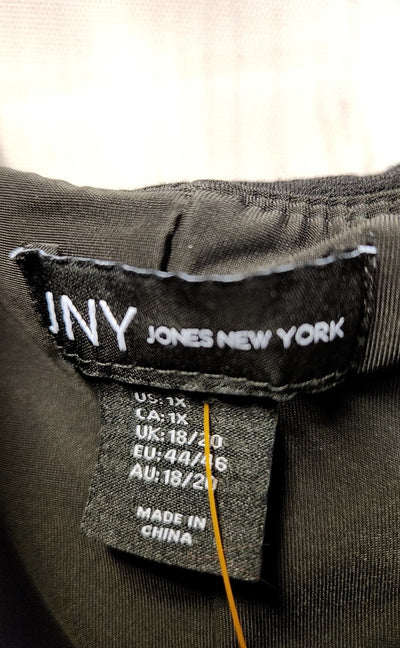 JNY JONES NEW YORK
US: 1X
CA: 1X
UK: 18/20
EU: 44/46
AU: 18/20
MADE IN
CHINA